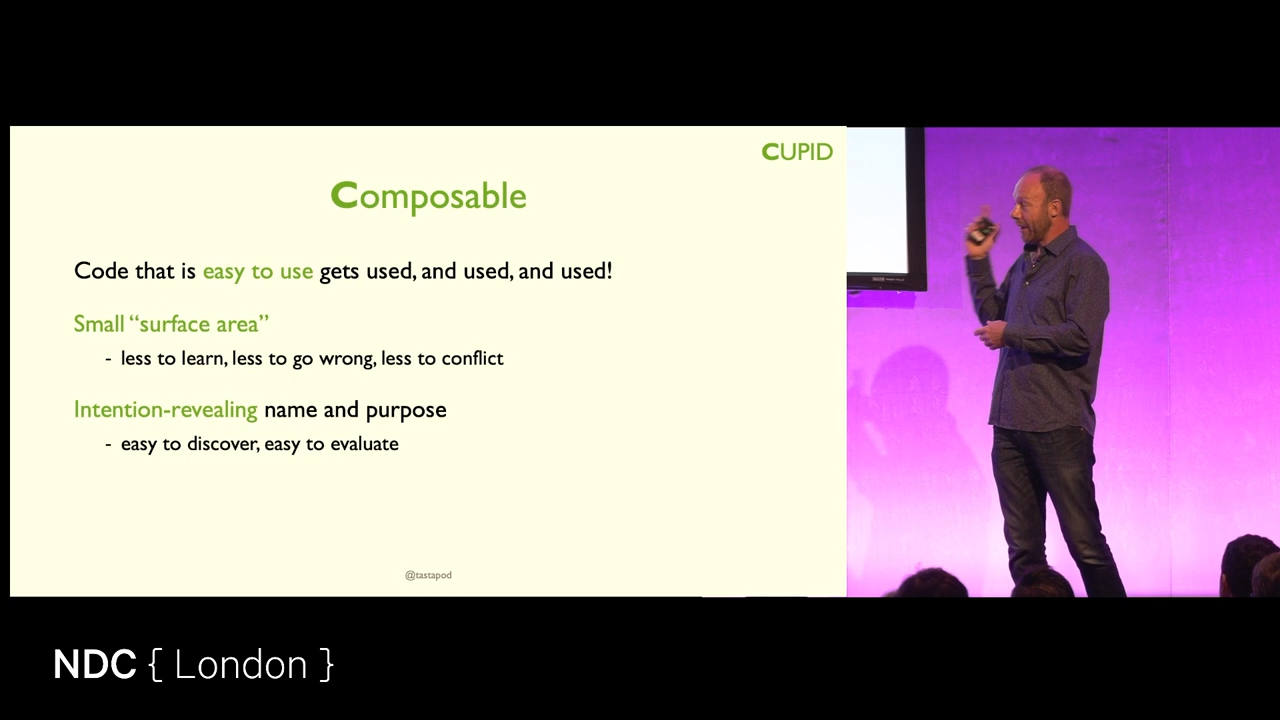 CUPID
Composable
Code that is easy to use gets used, and used, and used!
Small “surface area”
- less to learn, less to go wrong, less to conflict
Intention-revealing name and purpose
- easy to discover, easy to evaluate
@tastapod
NDC { London }